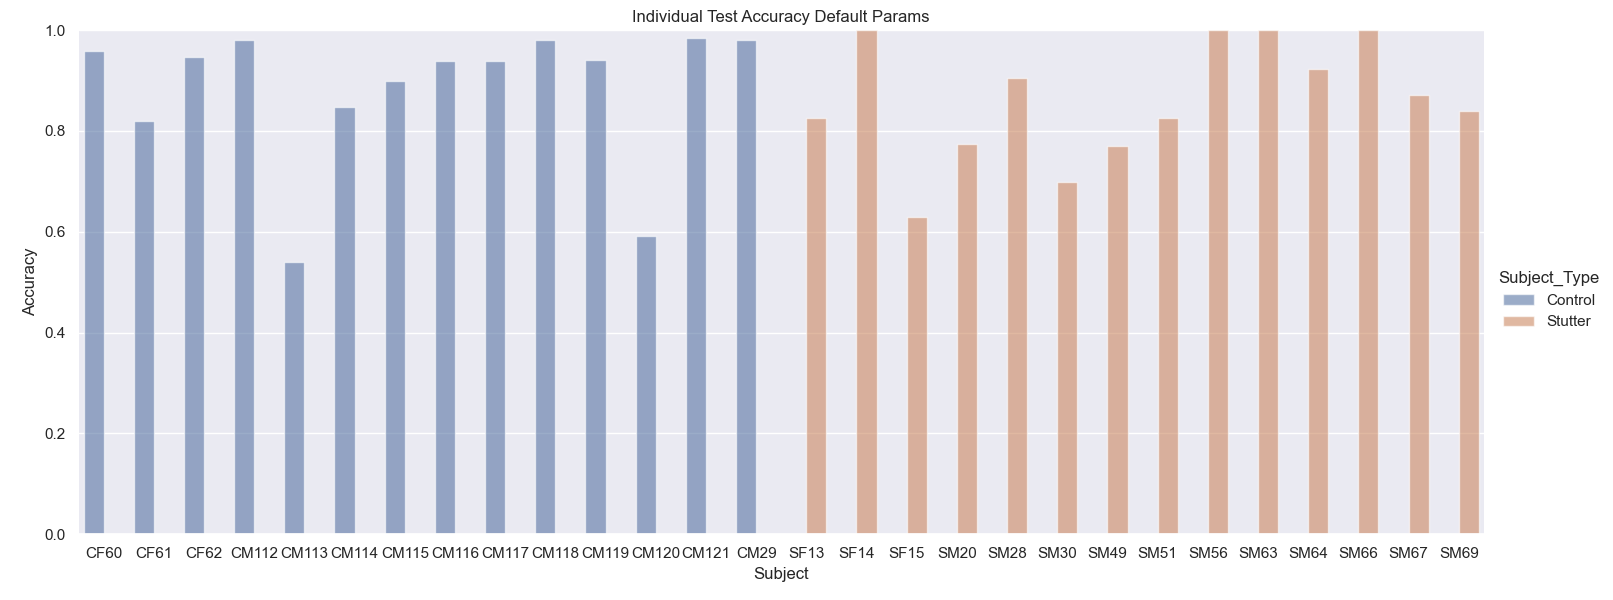 Individual Test Accuracy Default Params
1.0
0.8
0.6
0.4
0.2
0.0
Accuracy
CF60 CF61 CF62 CM112 CM113 CM114 CM115 CM116 CM117 CM118 CM119 CM120 CM121 CM29 SF13 SF14 SF15 SM20 SM28 SM30 SM49 SM51 SM56 SM63 SM64 SM66 SM67 SM69
Subject
Subject_Type
Control
Stutter